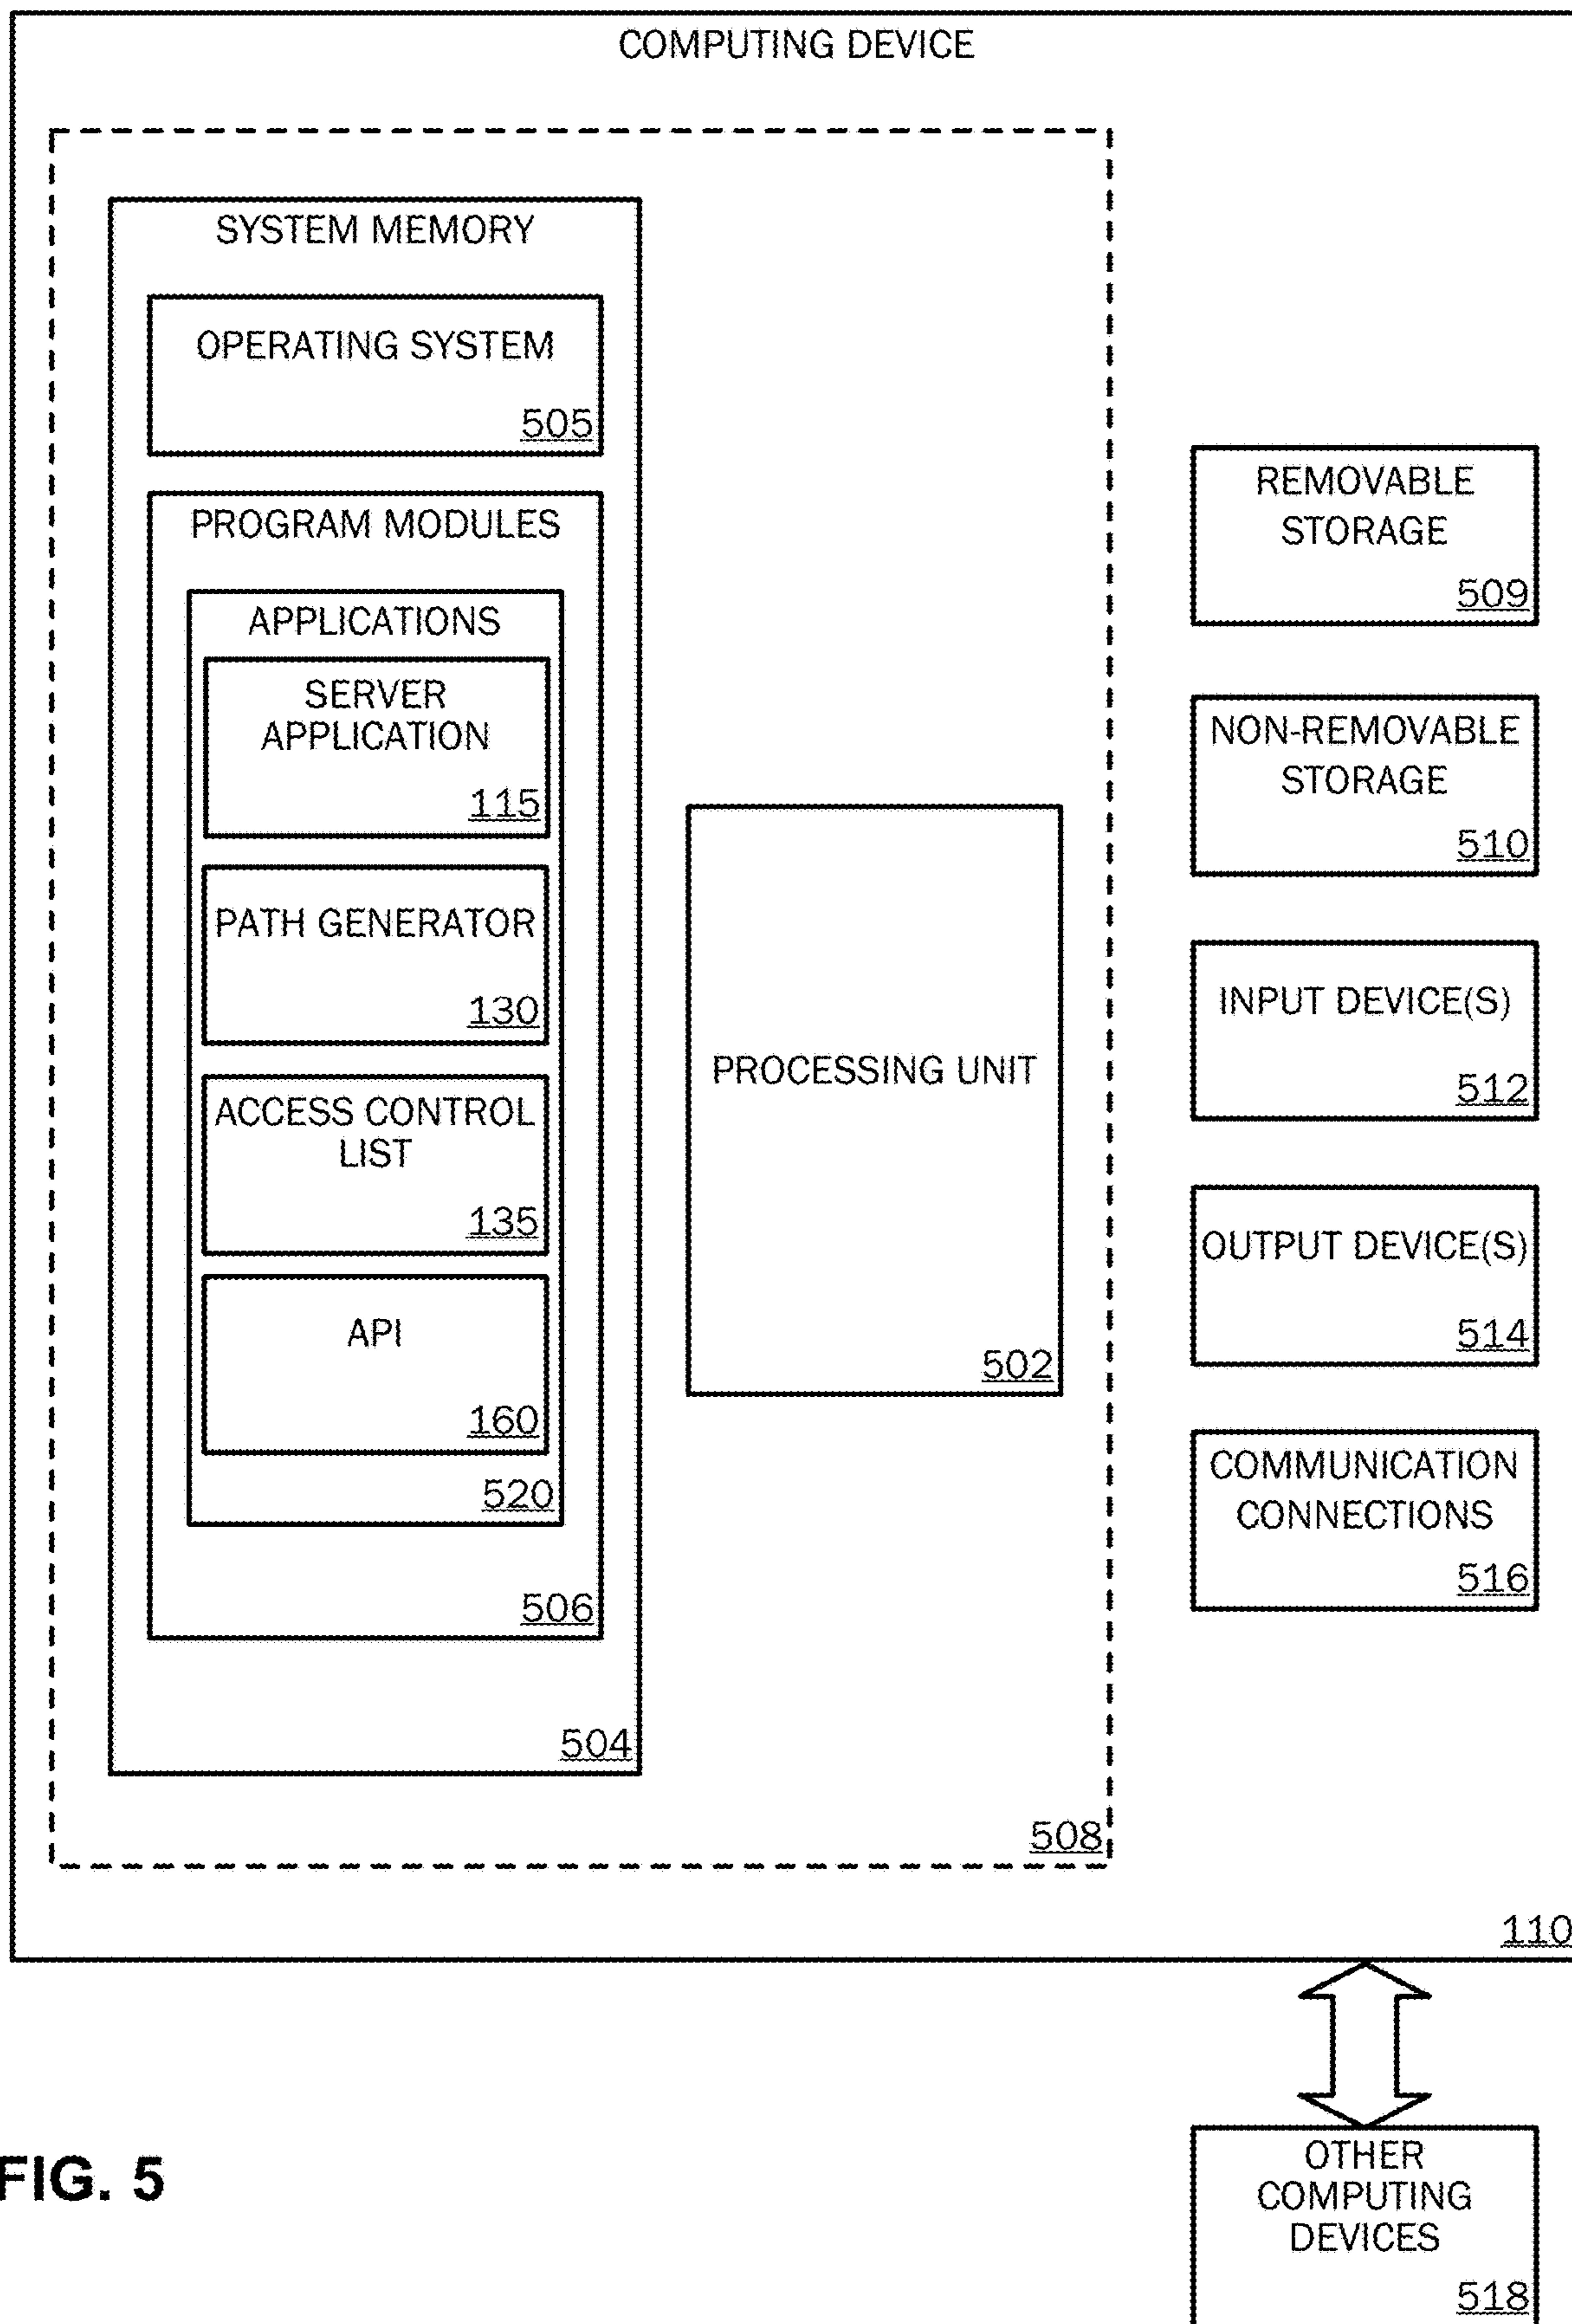 COMPUTING DEVICE
SYSTEM MEMORY
OPERATING SYSTEM
505
PROGRAM MODULES
APPLICATIONS
SERVER
APPLICATION
115
PATH GENERATOR
130
ACCESS CONTROL
LIST
135
API
160
520
506
504
PROCESSING UNIT
502
508
REMOVABLE
STORAGE
509
NON-REMOVABLE
STORAGE
510
INPUT DEVICE(S)
512
OUTPUT DEVICE(S)
514
COMMUNICATION
CONNECTIONS
516
110
OTHER
COMPUTING
DEVICES
518
FIG. 5